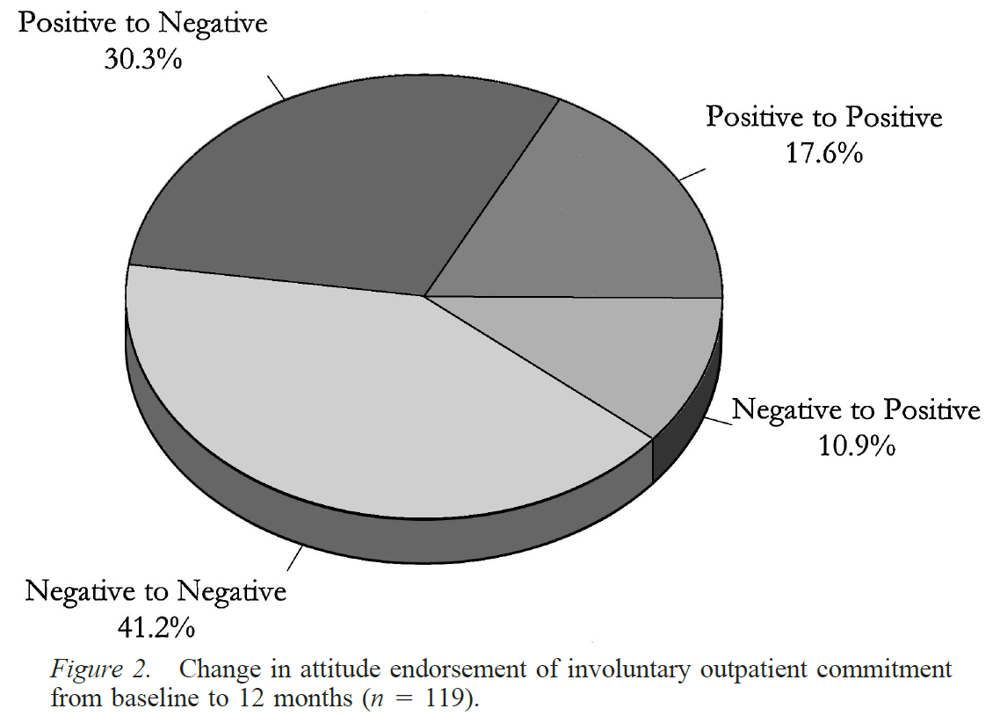 Positive to Negative
30.3%
Positive to Positive
17.6%
Negative to Positive
10.9%
Negative to Negative
41.2%
Figure 2. Change in attitude endorsement of involuntary outpatient commitment
from baseline to 12 months (n = 119).